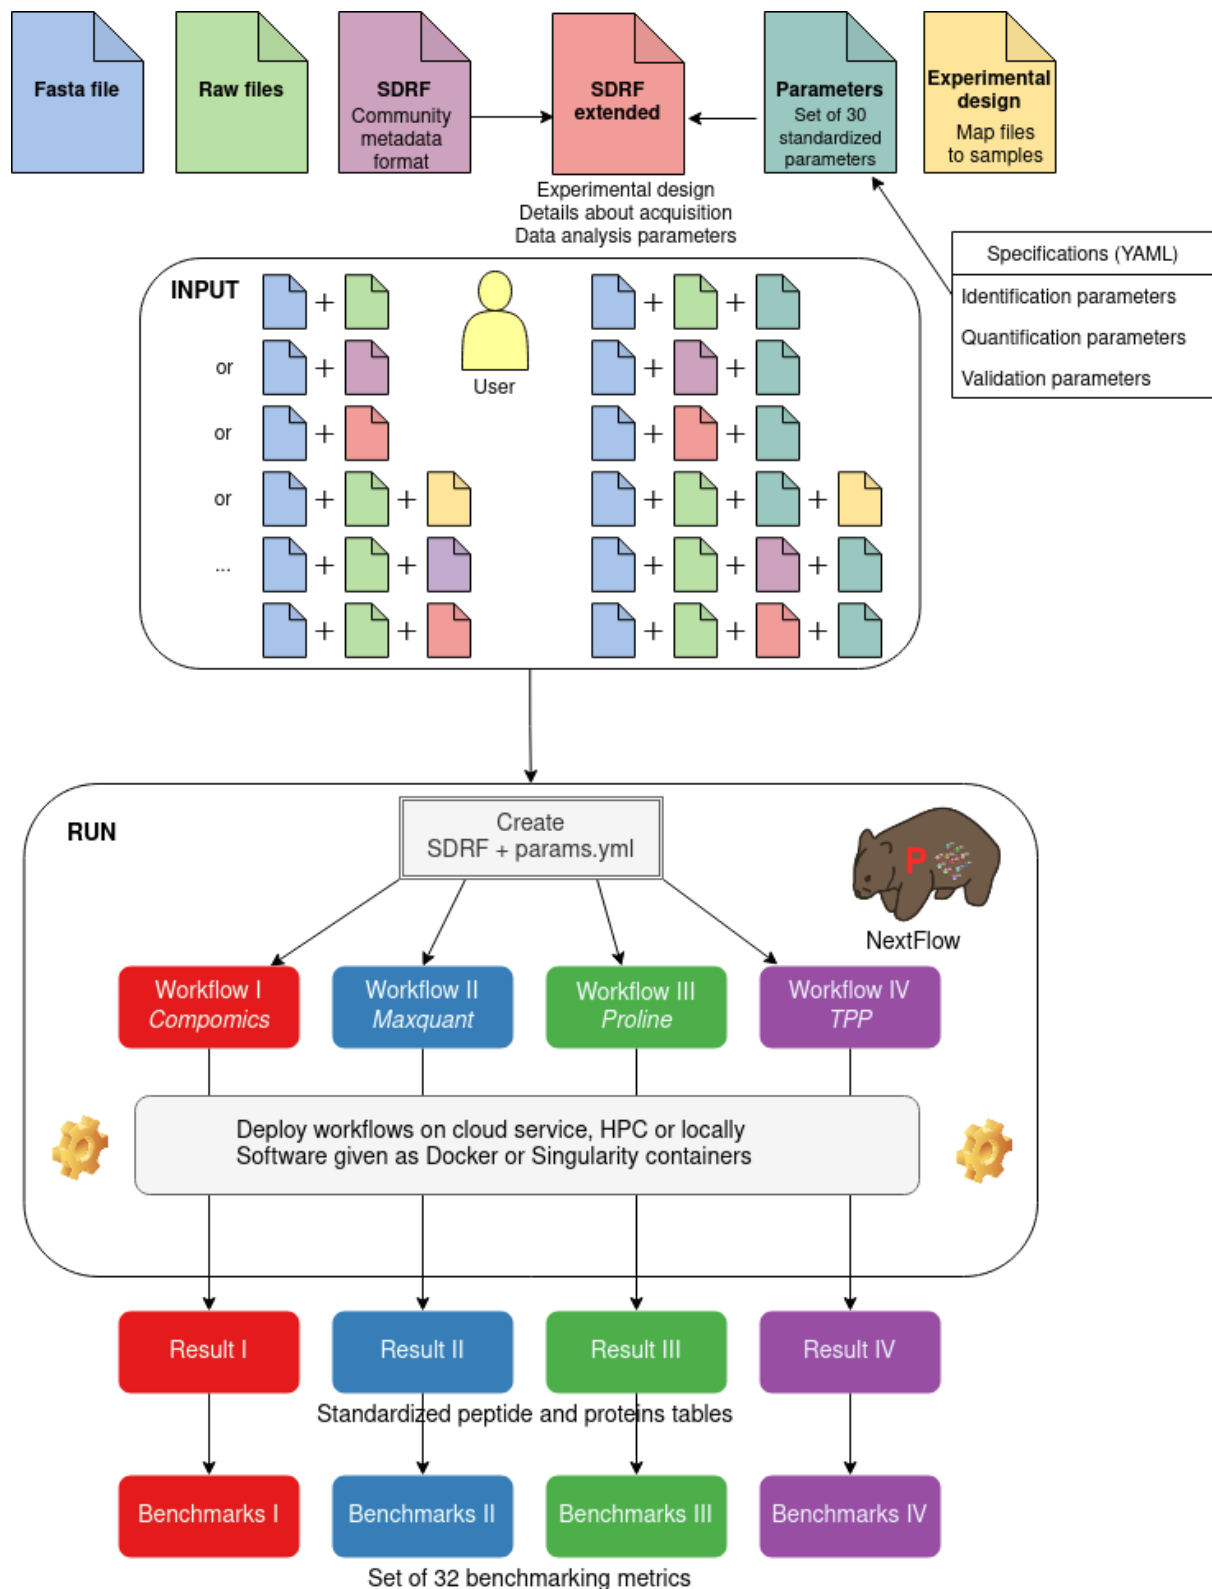 Fasta file
Raw files
SDRF
Community
metadata
format
SDRF
extended
Parameters
Set of 30
standardized
parameters
Experimental
design
Map files
to samples
Experimental design
Details about acquisition
Data analysis parameters
Specifications (YAML)
Identification parameters
Quantification parameters
Validation parameters
INPUT
+ + +
User
or + + +
or + + +
or + + + + +
... + + + + +
+ + + + +
RUN
Create
SDRF + params.yml
P
NextFlow
Workflow I
Compomics
Workflow II
Maxquant
Workflow III
Proline
Workflow IV
TPP
Deploy workflows on cloud service, HPC or locally
Software given as Docker or Singularity containers
Result I
Result II
Result III
Result IV
Standardized peptide and proteins tables
Benchmarks I
Benchmarks II
Benchmarks III
Benchmarks IV
Set of 32 benchmarking metrics